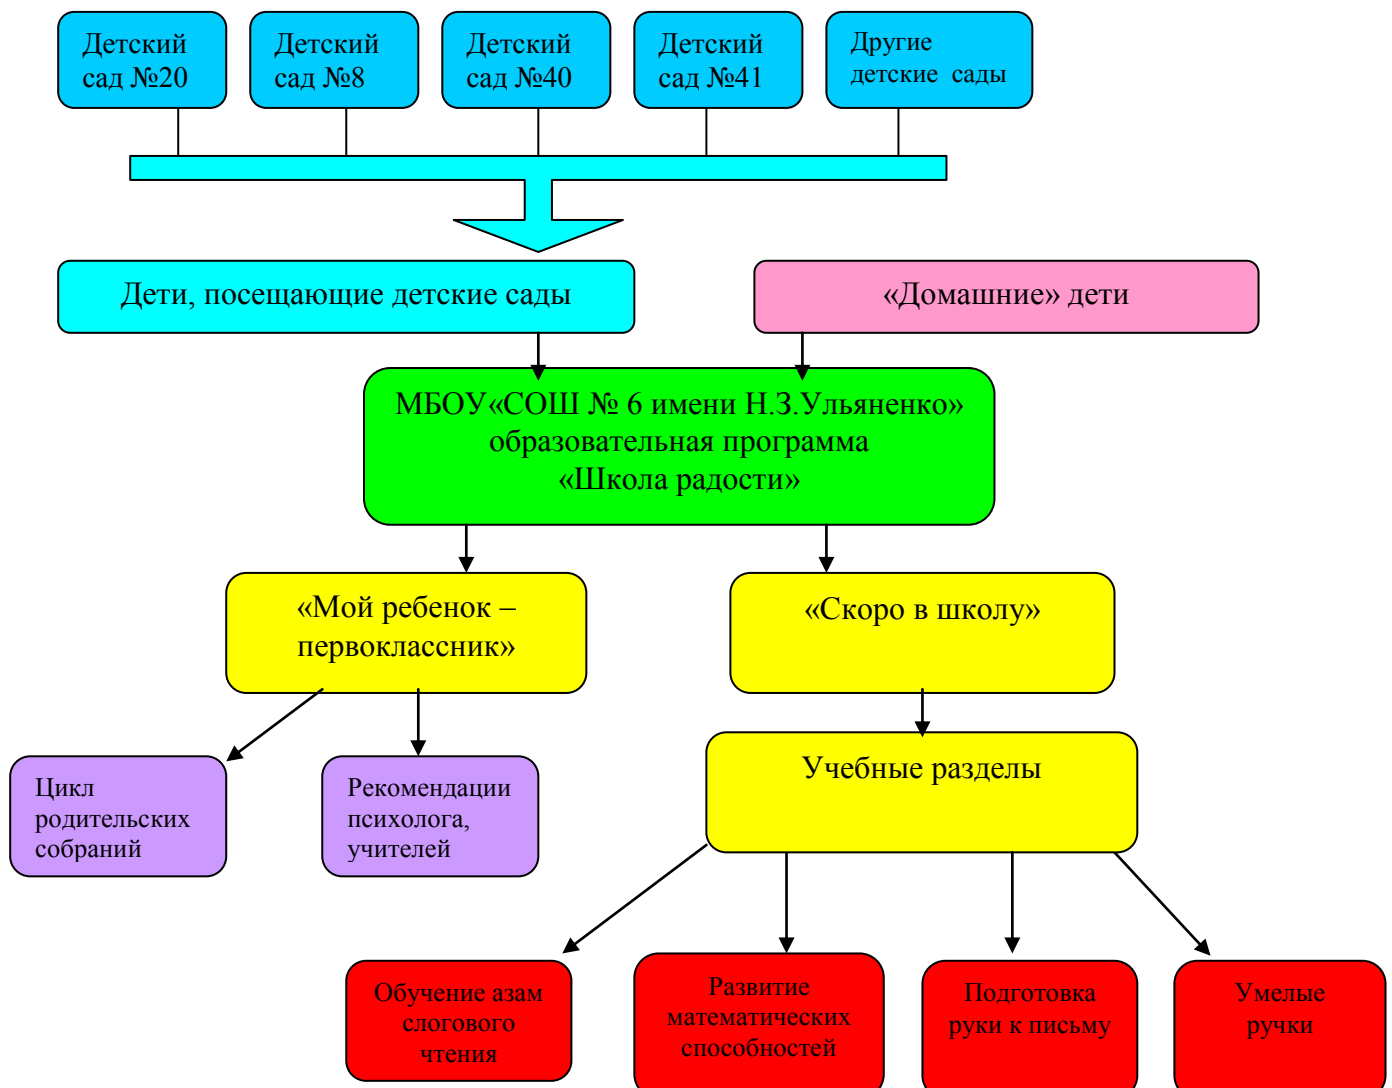 Детский
сад №20
Детский
сад №8
Детский
сад №40
Детский
сад №41
Другие
детские сады
Дети, посещающие детские сады
«Домашние» дети
МБОУ«СОШ № 6 имени Н.З.Ульяненко»
образовательная программа
«Школа радости»
«Мой ребенок –
первоклассник»
«Скоро в школу»
Цикл
родительских
собраний
Рекомендации
психолога,
учителей
Учебные разделы
Обучение азам
слогового
чтения
Развитие
математических
способностей
Подготовка
руки к письму
Умелые
ручки